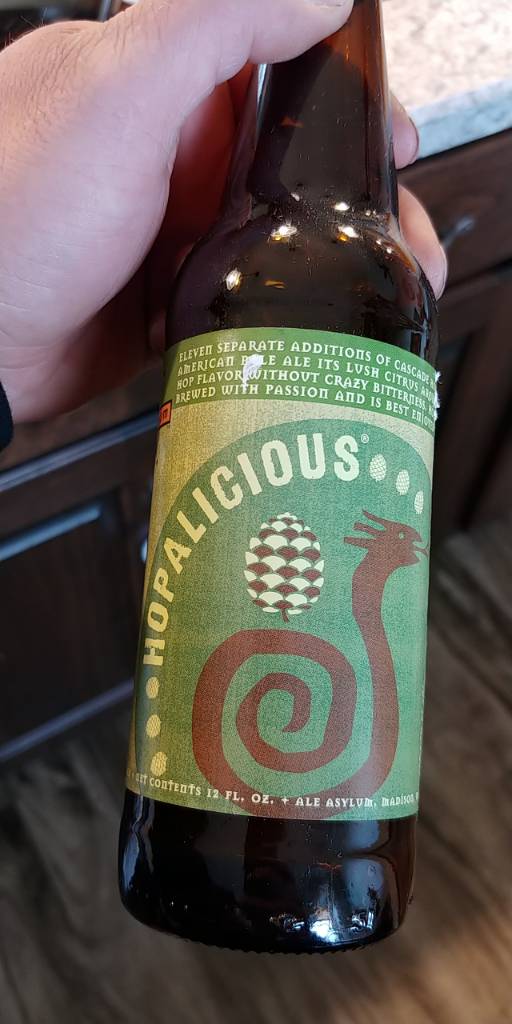 ELEVEN SEPARATE ADDITIONS OF CASCADE
AMERICAN PALE ALE ITS LUSH CITRUS
HOP FLAVOR WITHOUT CRAZY BITTERNESS.
BREWED WITH PASSION AND IS BEST
HOPALICIOUS®
NET CONTENTS 12 FL. OZ. + ALE ASYLUM, MADISON,